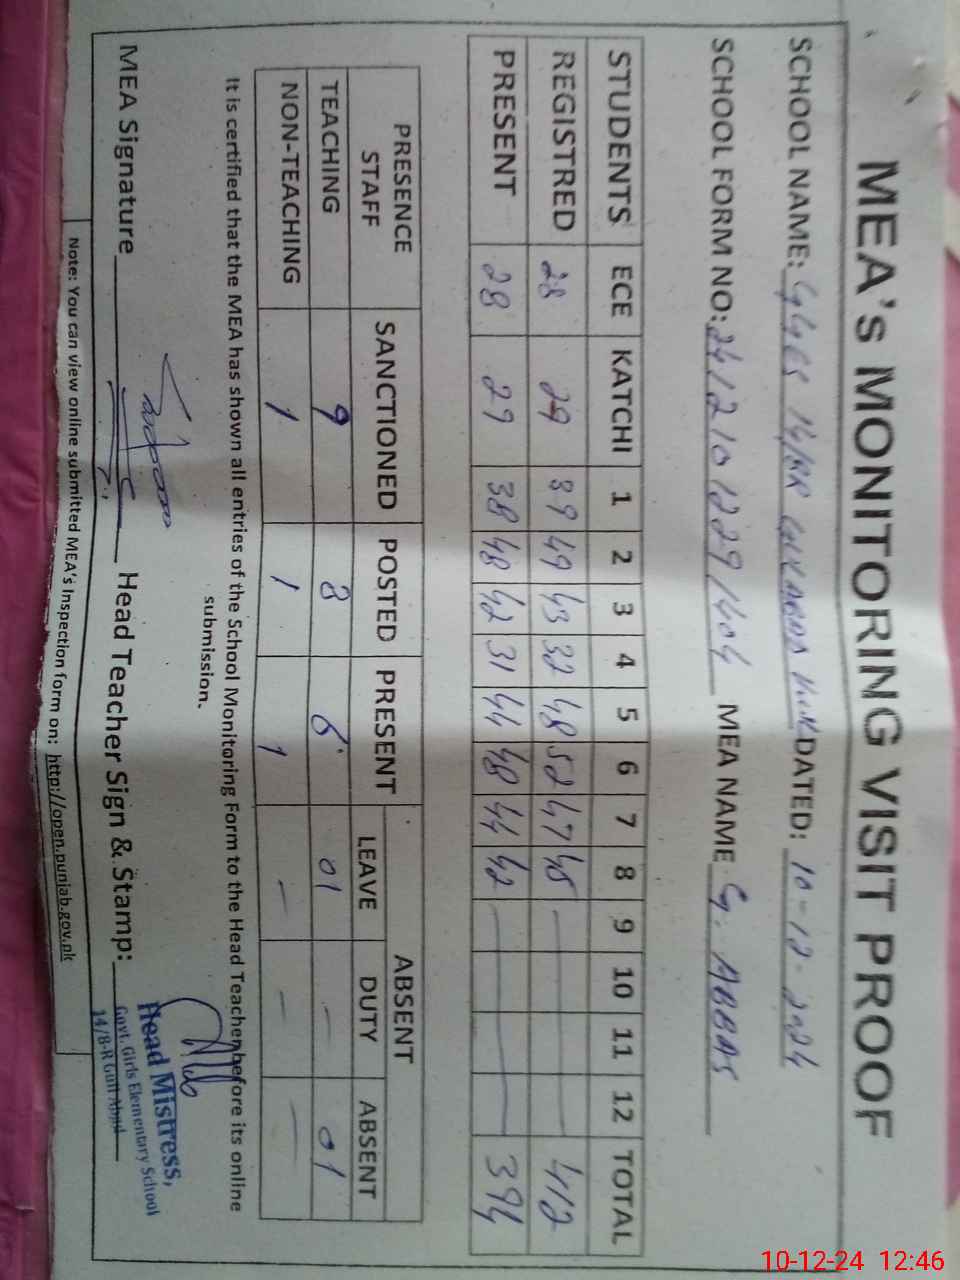 MEA's MONITORING VISIT PROOF
SCHOOL NAME: GGES 14/8R DATED: 10-12-2024
SCHOOL FORM NO: MEA NAME G. ABBAS
STUDENTS ECE KATCHI 1 2 3 4 5 6 7 8 9 10 11 12 TOTAL
REGISTRED 28 29 39 49 43 32 48 52 47 45 — 412
PRESENT 28 29 38 48 42 31 44 48 44 42 — 394
PRESENCE STAFF SANCTIONED POSTED PRESENT ABSENT
LEAVE DUTY ABSENT
TEACHING 9 8 6 01 — 01
NON-TEACHING 1 1 1 — — —
It is certified that the MEA has shown all entries of the School Monitoring Form to the Head Teacher before its online
submission.
MEA Signature Head Teacher Sign & Stamp:
Head Mistress,
Govt. Girls Elementary School
14/8-R
Note: You can view online submitted MEA's Inspection form on: http://open.punjab.gov.pk
10-12-24 12:46